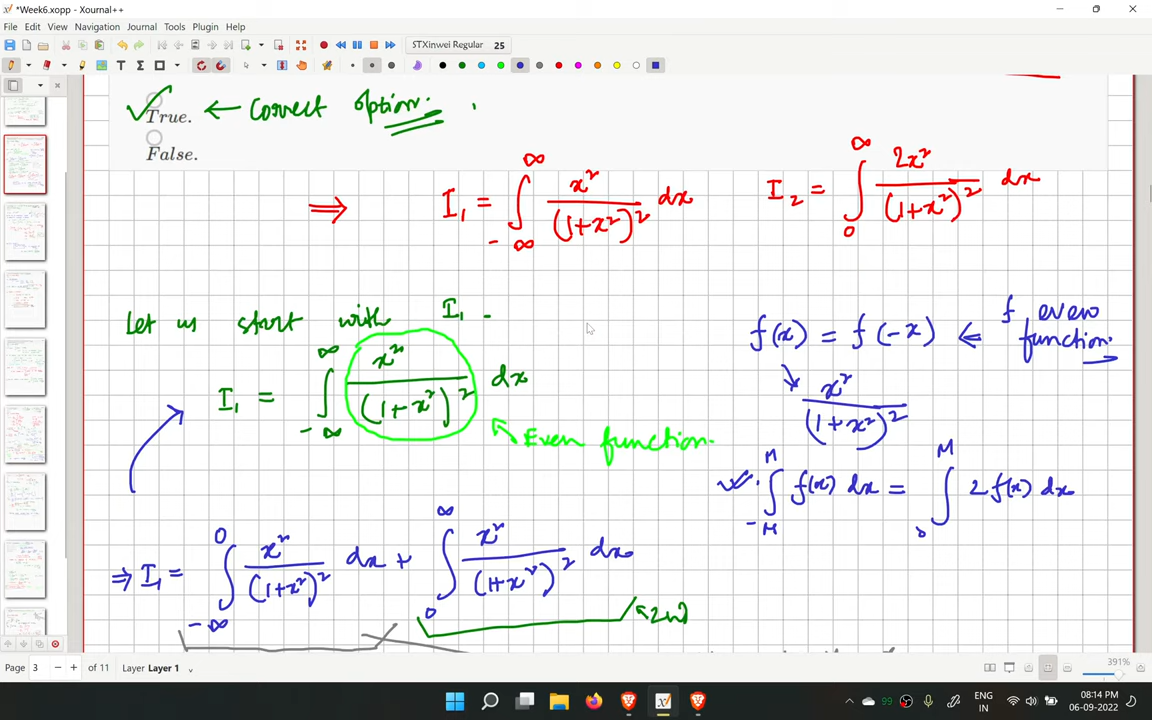 *Week6.xopp - Xournal++
File Edit View Navigation Journal Tools Plugin Help
STXinwei Regular 25
True. ← Correct option.
False.
⇒ I₁ = ∫_{-∞}^{∞} x²/(1+x²)² dx I₂ = ∫_{0}^{∞} 2x²/(1+x²)² dx
Let us start with I₁ -
I₁ = ∫_{-∞}^{∞} x²/(1+x²)² dx
Even function.
f(x) = f(-x) ⇐ f even function.
x²/(1+x²)²
∫_{-M}^{M} f(x) dx = ∫_{0}^{M} 2 f(x) dx
⇒ I₁ = ∫_{-∞}^{0} x²/(1+x²)² dx + ∫_{0}^{∞} x²/(1+x²)² dx
Page 3 of 11 Layer Layer 1 391%
99 ENG IN 08:14 PM 06-09-2022